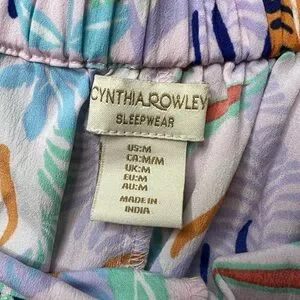 CYNTHIA ROWLEY
SLEEPWEAR
US:M
CA:M/M
UK:M
EU:M
AU:M
MADE IN
INDIA